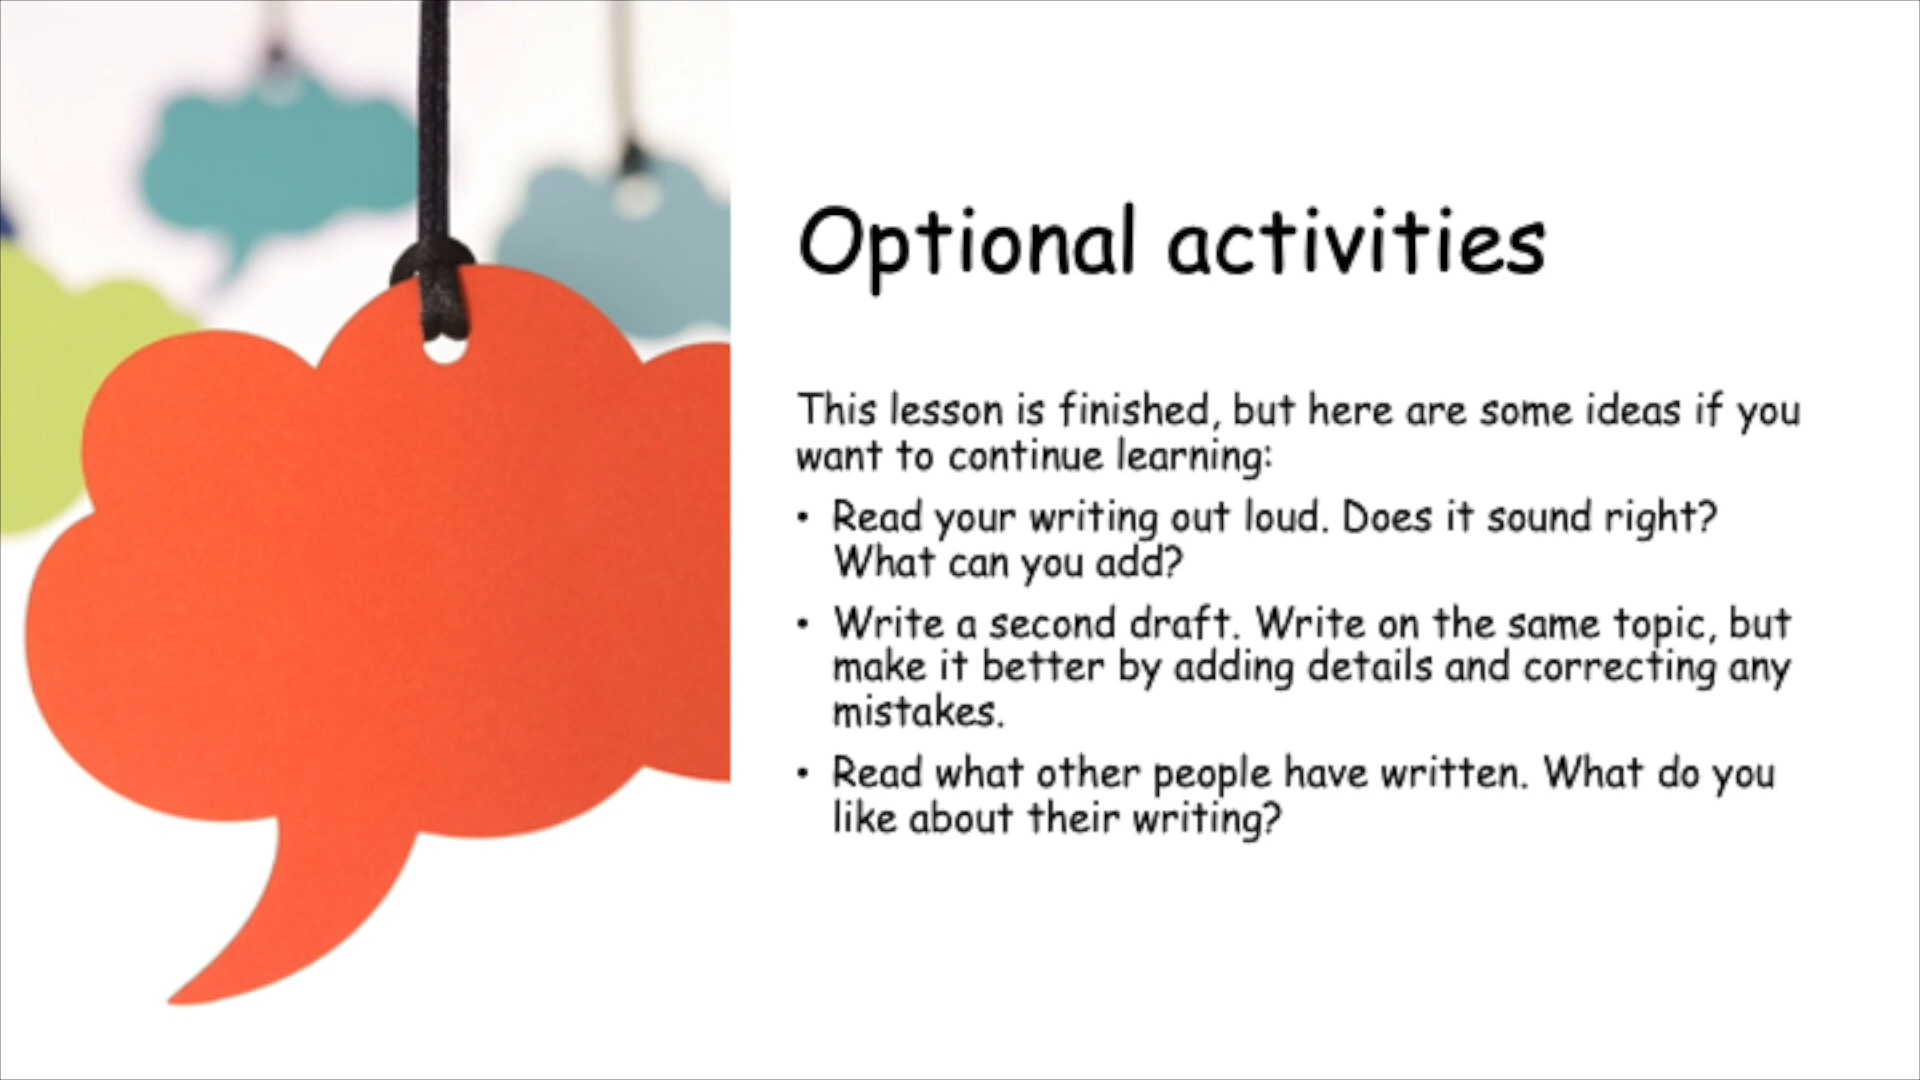 Optional activities
This lesson is finished, but here are some ideas if you
want to continue learning:
• Read your writing out loud. Does it sound right?
What can you add?
• Write a second draft. Write on the same topic, but
make it better by adding details and correcting any
mistakes.
• Read what other people have written. What do you
like about their writing?